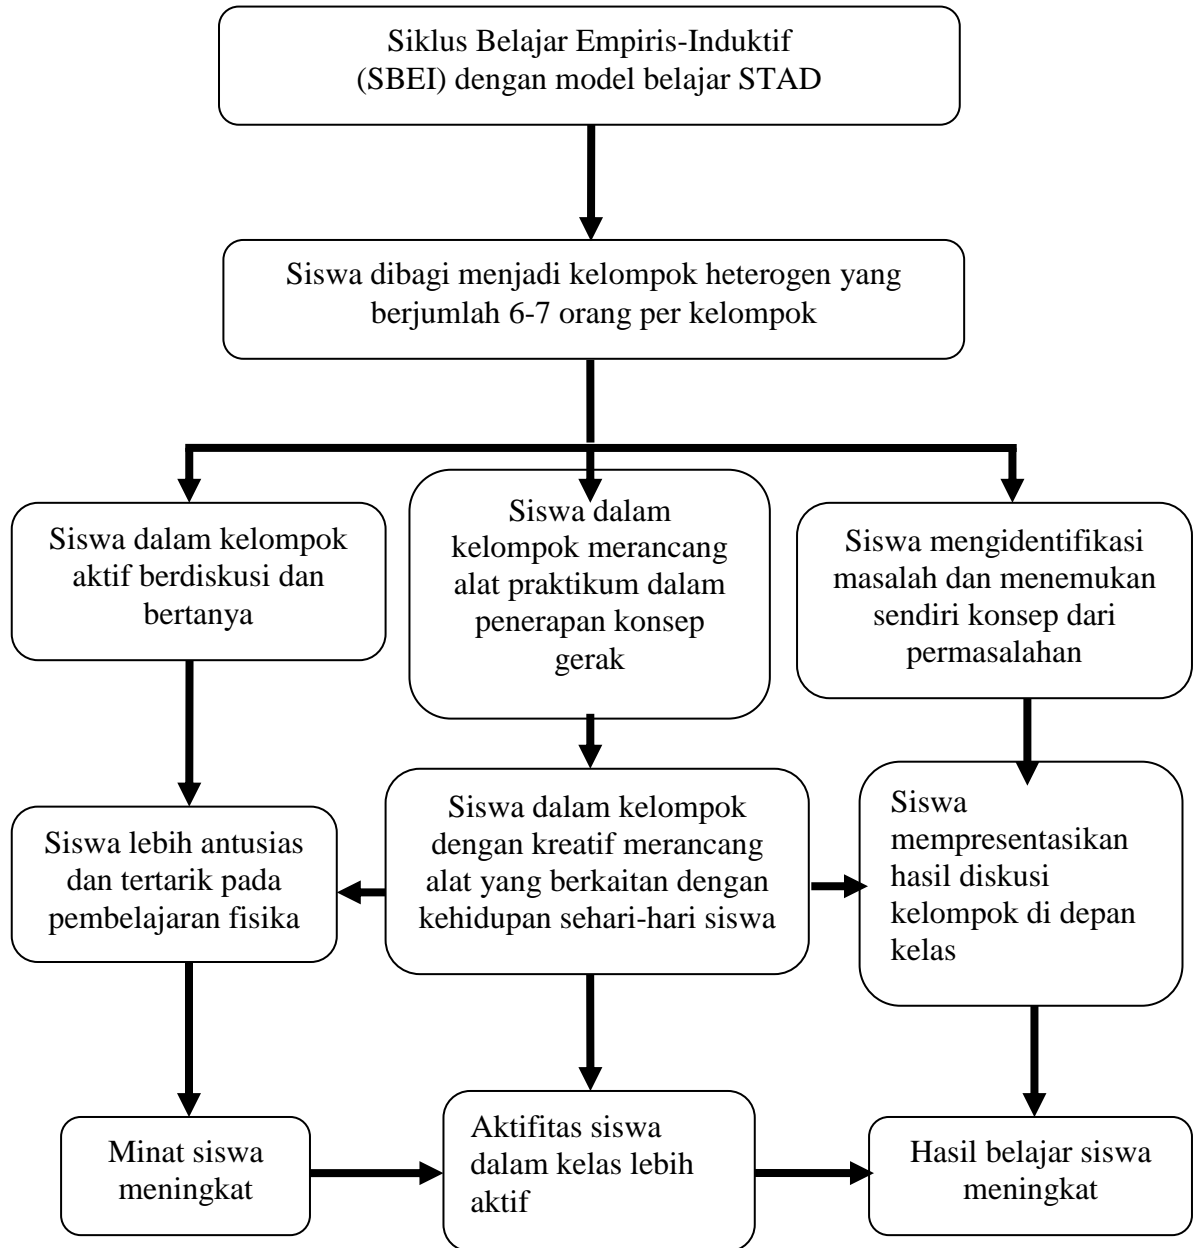 Siklus Belajar Empiris-Induktif
(SBEI) dengan model belajar STAD
Siswa dibagi menjadi kelompok heterogen yang
berjumlah 6-7 orang per kelompok
Siswa dalam kelompok
aktif berdiskusi dan
bertanya
Siswa dalam
kelompok merancang
alat praktikum dalam
penerapan konsep
gerak
Siswa mengidentifikasi
masalah dan menemukan
sendiri konsep dari
permasalahan
Siswa lebih antusias
dan tertarik pada
pembelajaran fisika
Siswa dalam kelompok
dengan kreatif merancang
alat yang berkaitan dengan
kehidupan sehari-hari siswa
Siswa
mempresentasikan
hasil diskusi
kelompok di depan
kelas
Minat siswa
meningkat
Aktifitas siswa
dalam kelas lebih
aktif
Hasil belajar siswa
meningkat